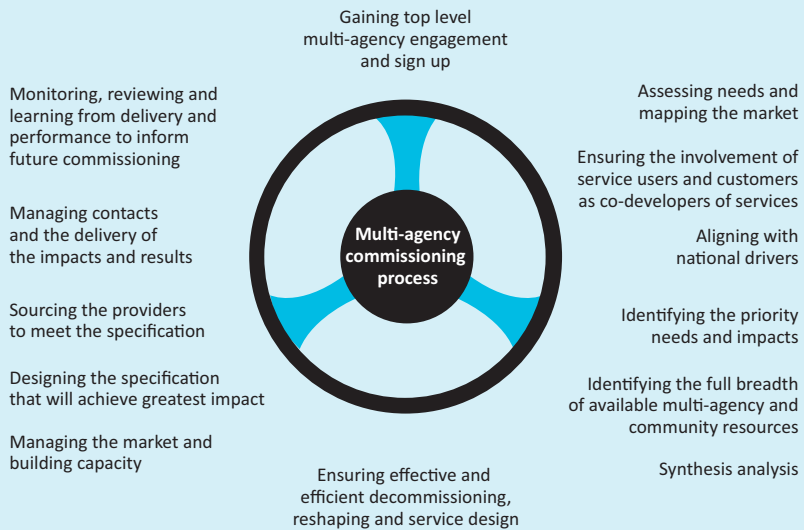 Gaining top level
multi-agency engagement
and sign up
Assessing needs and
mapping the market
Ensuring the involvement of
service users and customers
as co-developers of services
Aligning with
national drivers
Identifying the priority
needs and impacts
Identifying the full breadth
of available multi-agency and
community resources
Synthesis analysis
Ensuring effective and
efficient decommissioning,
reshaping and service design
Managing the market and
building capacity
Designing the specification
that will achieve greatest impact
Sourcing the providers
to meet the specification
Managing contacts
and the delivery of
the impacts and results
Monitoring, reviewing and
learning from delivery and
performance to inform
future commissioning
Multi-agency
commissioning
process